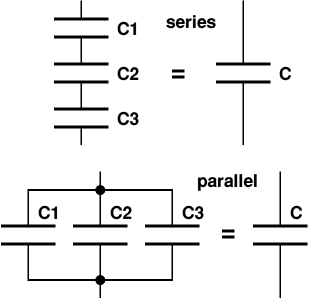 C1 series
C2 = C
C3
parallel
C1 C2 C3 = C